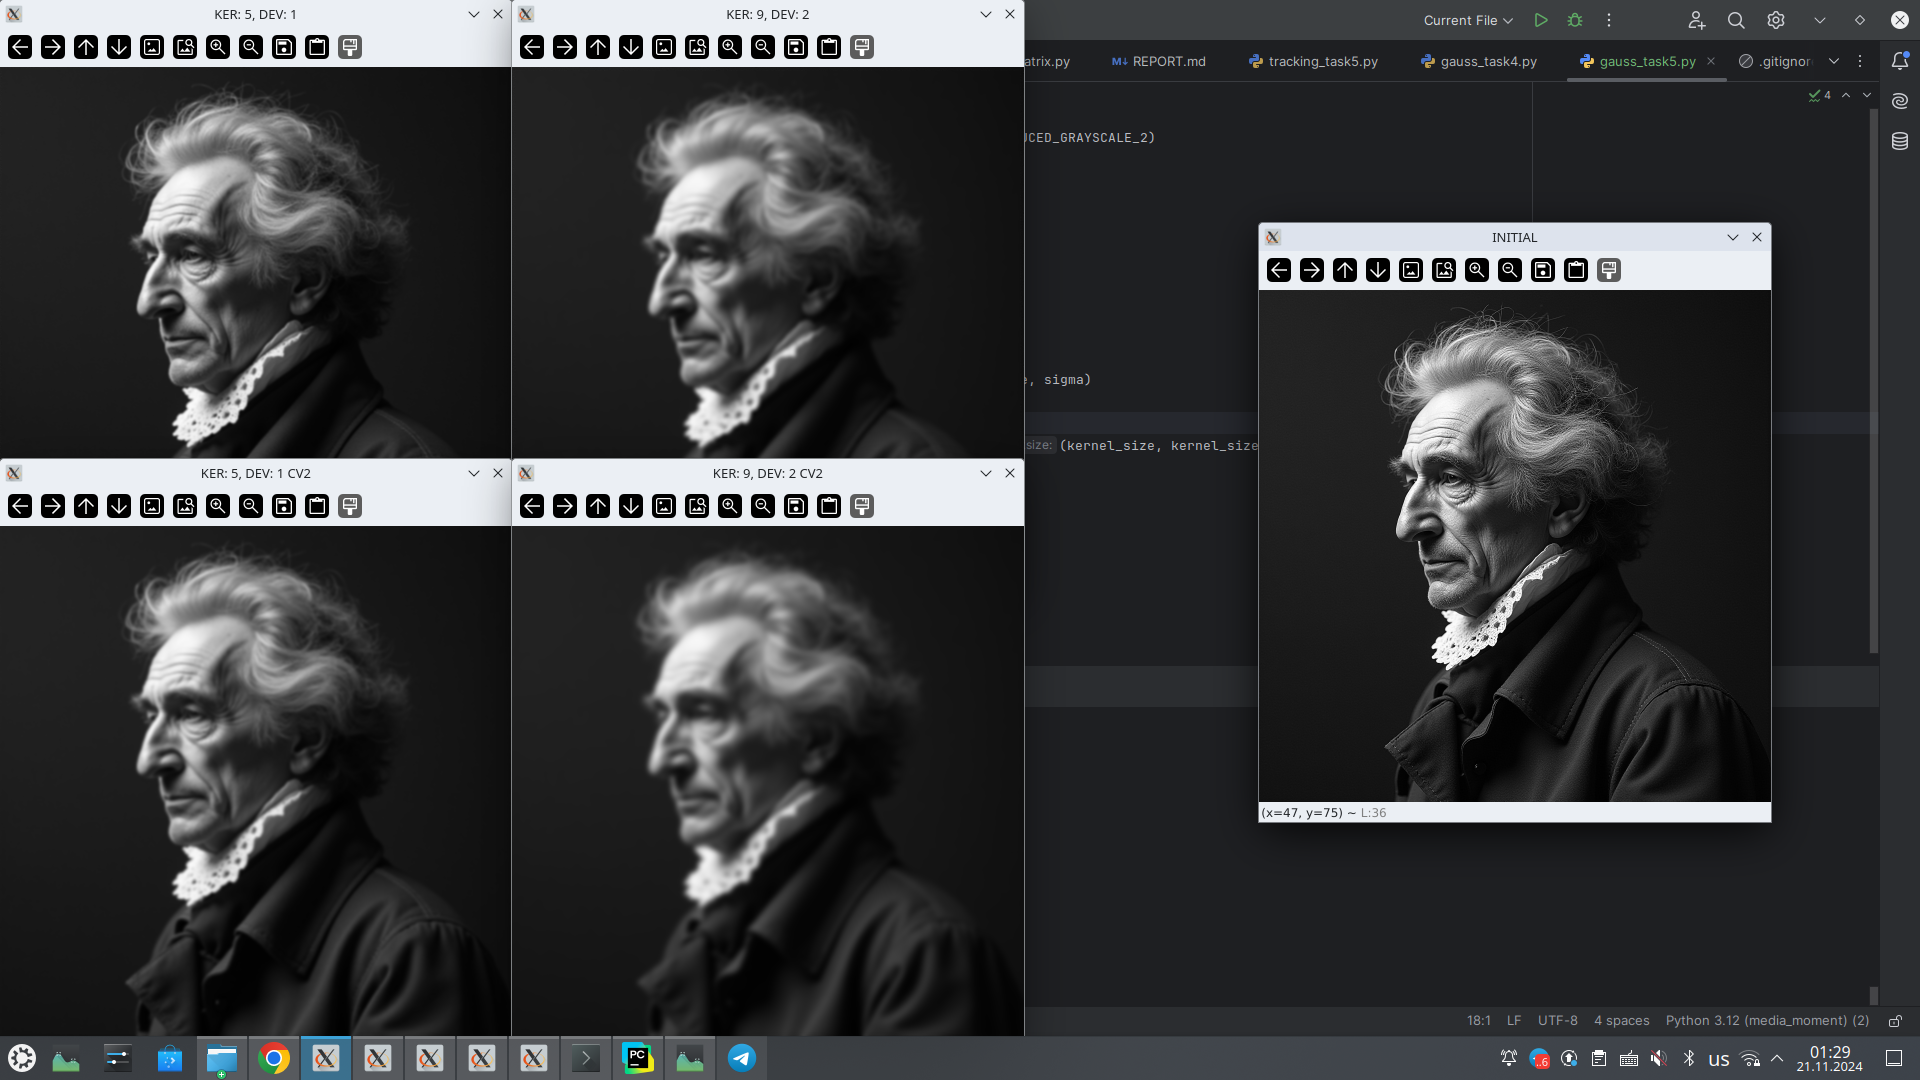 KER: 5, DEV: 1
KER: 9, DEV: 2
Current File
atrix.py
REPORT.md
tracking_task5.py
gauss_task4.py
gauss_task5.py
.gitignor
4
UCED_GRAYSCALE_2)
INITIAL
e, sigma)
size: (kernel_size, kernel_size
KER: 5, DEV: 1 CV2
KER: 9, DEV: 2 CV2
(x=47, y=75) ~ L:36
18:1
LF
UTF-8
4 spaces
Python 3.12 (media_moment) (2)
PC
us
01:29
21.11.2024